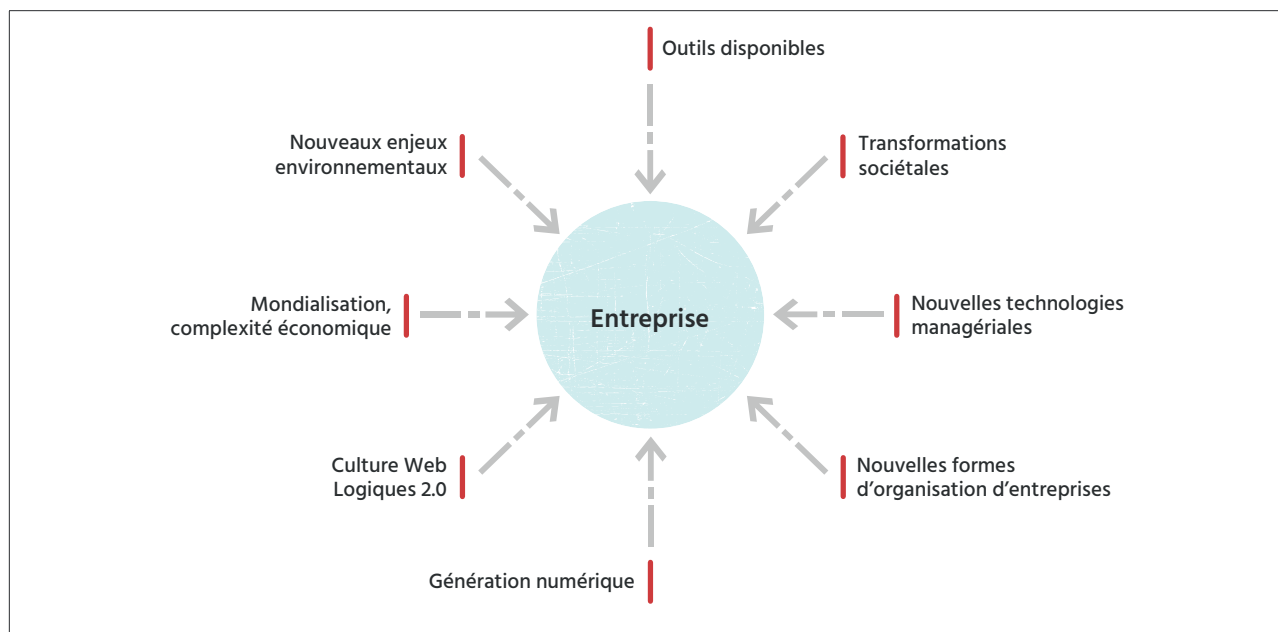 Outils disponibles
Nouveaux enjeux
environnementaux
Transformations
sociétales
Mondialisation,
complexité économique
Entreprise
Nouvelles technologies
managériales
Culture Web
Logiques 2.0
Nouvelles formes
d’organisation d’entreprises
Génération numérique